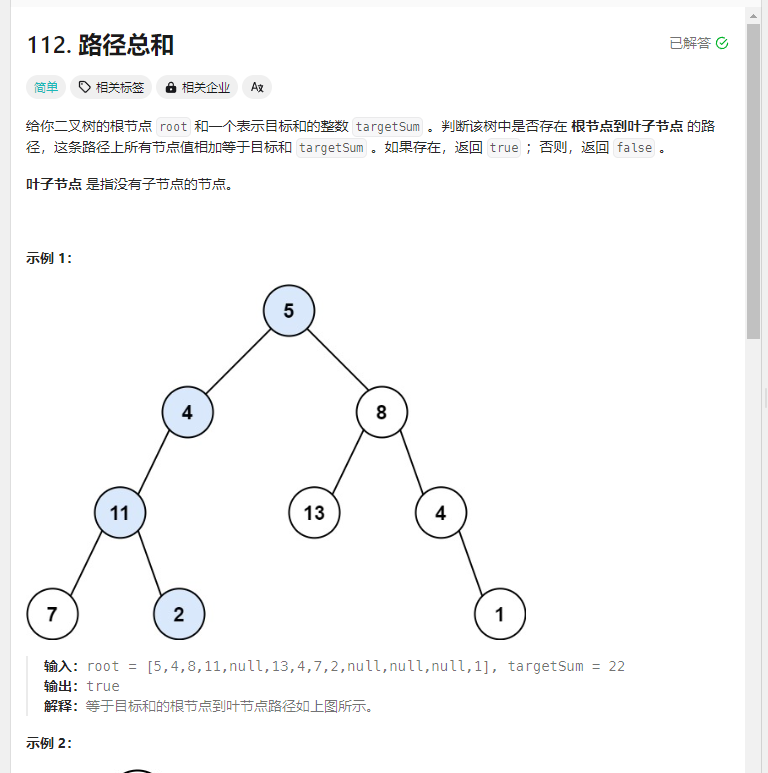 112. 路径总和
已解答
简单 相关标签 相关企业 Aא
给你二叉树的根节点 root 和一个表示目标和的整数 targetSum 。判断该树中是否存在 根节点到叶子节点 的路
径，这条路径上所有节点值相加等于目标和 targetSum 。如果存在，返回 true ；否则，返回 false 。
叶子节点 是指没有子节点的节点。
示例 1：
5
4 8
11 13 4
7 2 1
输入：root = [5,4,8,11,null,13,4,7,2,null,null,null,1], targetSum = 22
输出：true
解释：等于目标和的根节点到叶节点路径如上图所示。
示例 2：